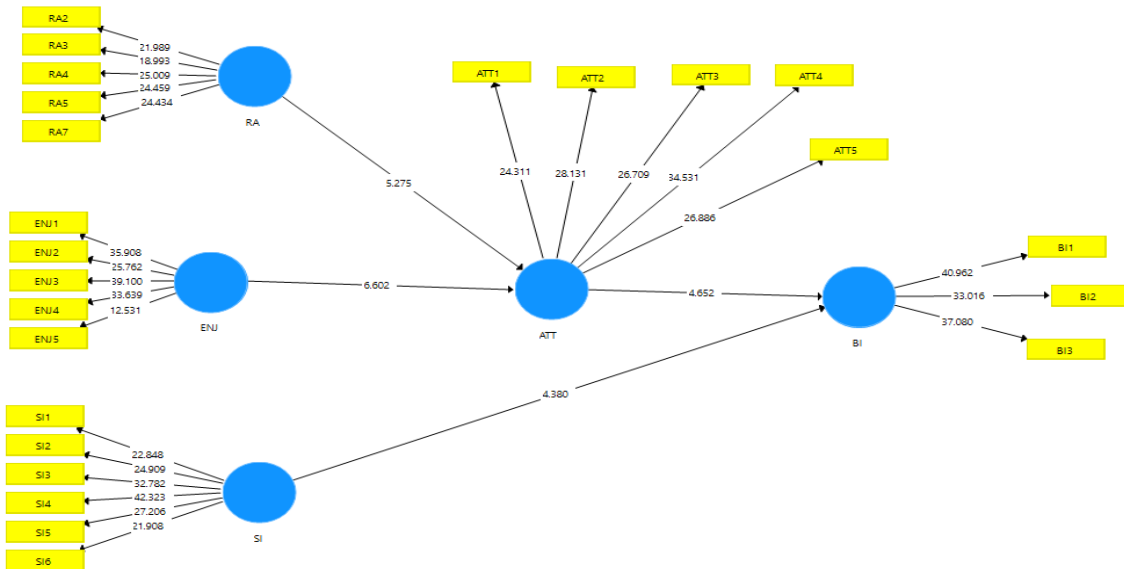 RA2
RA3
RA4
RA5
RA7
21.989
18.993
25.009
24.459
24.434
RA
5.275
ATT1
ATT2
ATT3
ATT4
ATT5
24.311
28.131
26.709
34.531
26.886
ENJ1
ENJ2
ENJ3
ENJ4
ENJ5
35.908
25.762
39.100
33.639
12.531
ENJ
6.602
ATT
4.652
BI
40.962
33.016
37.080
BI1
BI2
BI3
4.380
SI1
SI2
SI3
SI4
SI5
SI6
22.848
24.909
32.782
42.323
27.206
21.908
SI